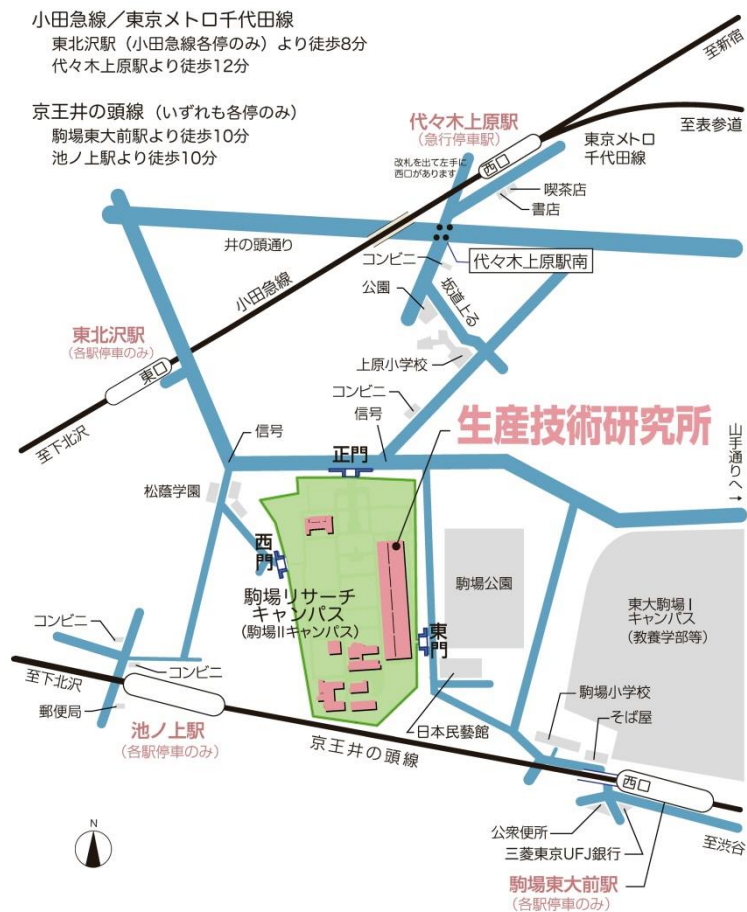 小田急線／東京メトロ千代田線
東北沢駅（小田急線各停のみ）より徒歩8分
代々木上原駅より徒歩12分
京王井の頭線（いずれも各停のみ）
駒場東大前駅より徒歩10分
池ノ上駅より徒歩10分
至新宿
代々木上原駅
（急行停車駅）
至表参道
西口
東京メトロ
千代田線
改札を出て左手に
西口があります
喫茶店
書店
井の頭通り
代々木上原駅南
コンビニ
小田急線
公園
坂道上る
東北沢駅
（各駅停車のみ）
東口
上原小学校
コンビニ
信号
至下北沢
信号
正門
生産技術研究所
山手通りへ→
松蔭学園
西門
駒場リサーチ
キャンパス
（駒場IIキャンパス）
駒場公園
東大駒場I
キャンパス
（教養学部等）
東門
コンビニ
至下北沢
コンビニ
郵便局
池ノ上駅
（各駅停車のみ）
京王井の頭線
日本民藝館
駒場小学校
そば屋
西口
公衆便所
三菱東京UFJ銀行
至渋谷
駒場東大前駅
（各駅停車のみ）
N